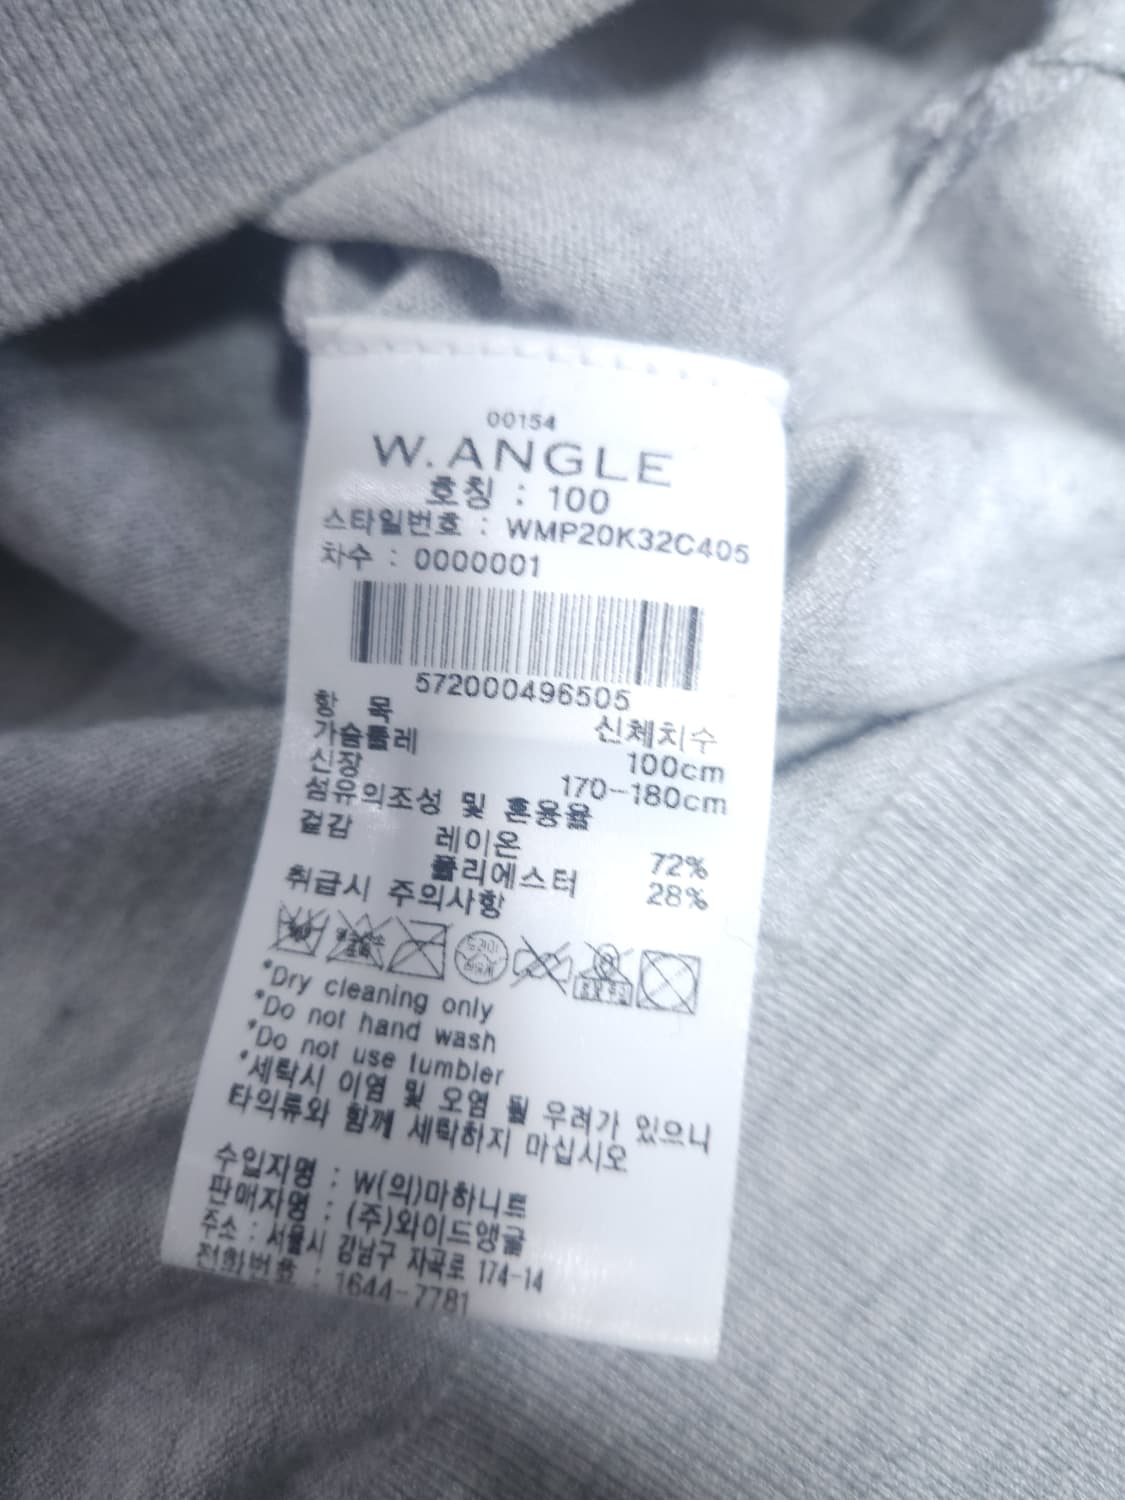 00154
W.ANGLE
호칭 : 100
스타일번호 : WMP20K32C405
차수 : 0000001
572000496505
항 목 신체치수
가슴둘레 100cm
신장 170-180cm
섬유의조성 및 혼용율
겉감 레이온 72%
폴리에스터 28%
취급시 주의사항
드라이
*Dry cleaning only
*Do not hand wash
*Do not use tumbler
*세탁시 이염 및 오염 될 우려가 있으니
타의류와 함께 세탁하지 마십시오
수입자명 : W(의)마하니트
판매자명 : (주)와이드앵글
주소 : 서울시 강남구 자곡로 174-14
전화번호 : 1644-7781